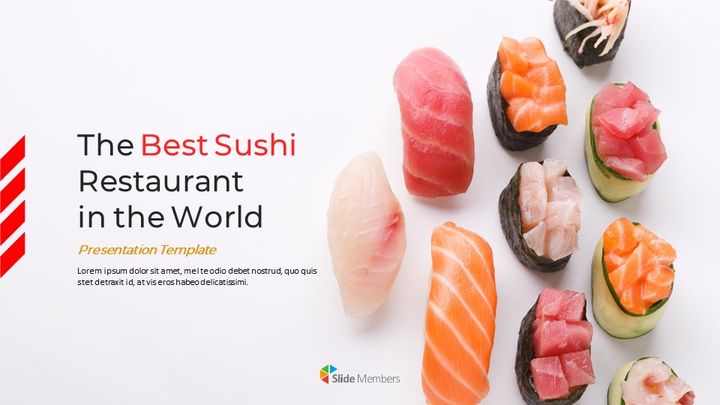 The Best Sushi
Restaurant
in the World
Presentation Template
Lorem ipsum dolor sit amet, mel te odio debet nostrud, quo quis
stet detraxit id, at vis eros habeo delicatissimi.
Slide Members